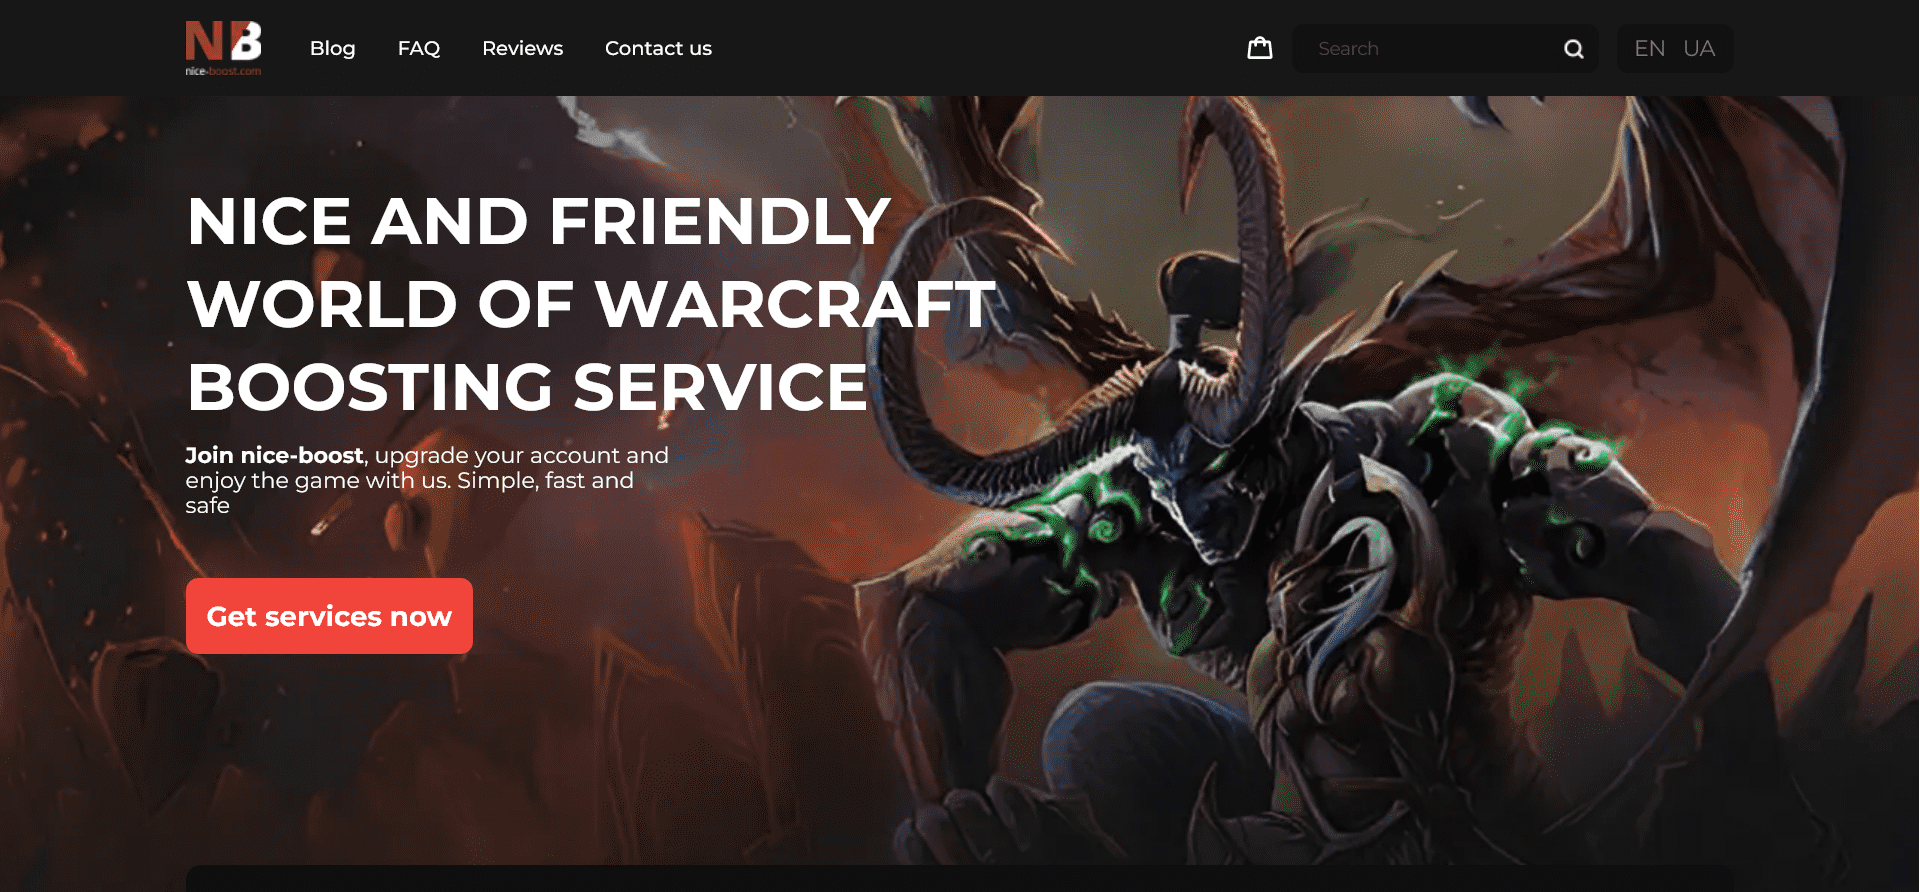 NB
nice-boost.com
Blog
FAQ
Reviews
Contact us
Search
EN
UA
NICE AND FRIENDLY
WORLD OF WARCRAFT
BOOSTING SERVICE
Join nice-boost, upgrade your account and
enjoy the game with us. Simple, fast and
safe
Get services now